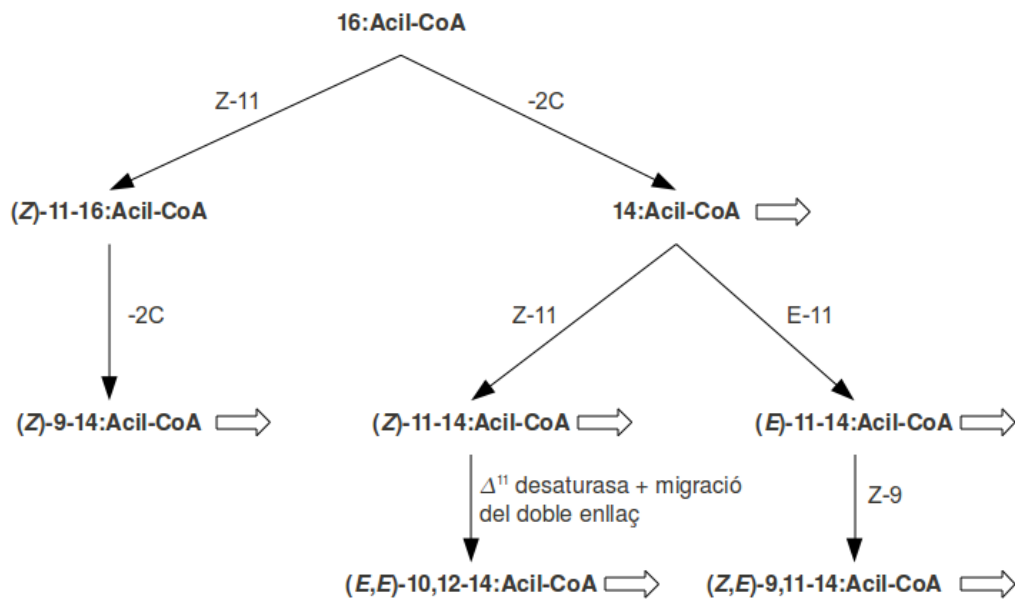 16:Acil-CoA
Z-11
-2C
(Z)-11-16:Acil-CoA
14:Acil-CoA
-2C
Z-11
E-11
(Z)-9-14:Acil-CoA
(Z)-11-14:Acil-CoA
(E)-11-14:Acil-CoA
Δ¹¹ desaturasa + migració
del doble enllaç
Z-9
(E,E)-10,12-14:Acil-CoA
(Z,E)-9,11-14:Acil-CoA